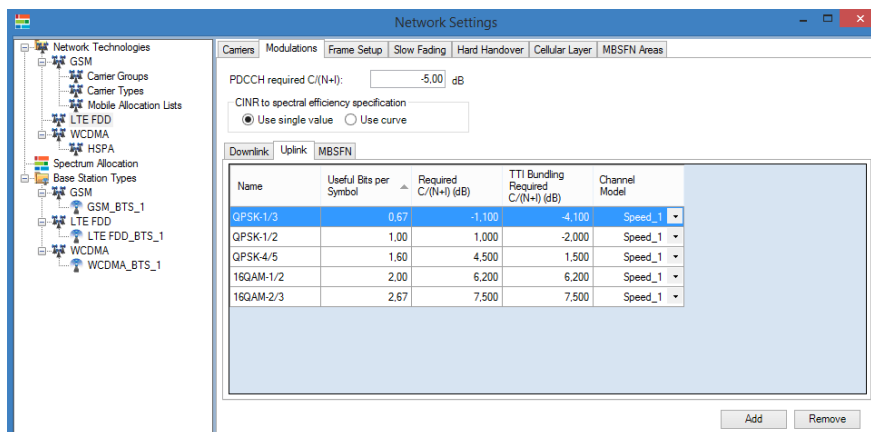 Network Settings
Network Technologies
GSM
Carrier Groups
Carrier Types
Mobile Allocation Lists
LTE FDD
WCDMA
HSPA
Spectrum Allocation
Base Station Types
GSM
GSM_BTS_1
LTE FDD
LTE FDD_BTS_1
WCDMA
WCDMA_BTS_1
Carriers Modulations Frame Setup Slow Fading Hard Handover Cellular Layer MBSFN Areas
PDCCH required C/(N+I): -5,00 dB
CINR to spectral efficiency specification
Use single value Use curve
Downlink Uplink MBSFN
Name Useful Bits per Symbol Required C/(N+I) (dB) TTI Bundling Required C/(N+I) (dB) Channel Model
QPSK-1/3 0.67 -1,100 -4,100 Speed_1
QPSK-1/2 1,00 1,000 -2,000 Speed_1
QPSK-4/5 1,60 4,500 1,500 Speed_1
16QAM-1/2 2,00 6,200 6,200 Speed_1
16QAM-2/3 2,67 7,500 7,500 Speed_1
Add Remove